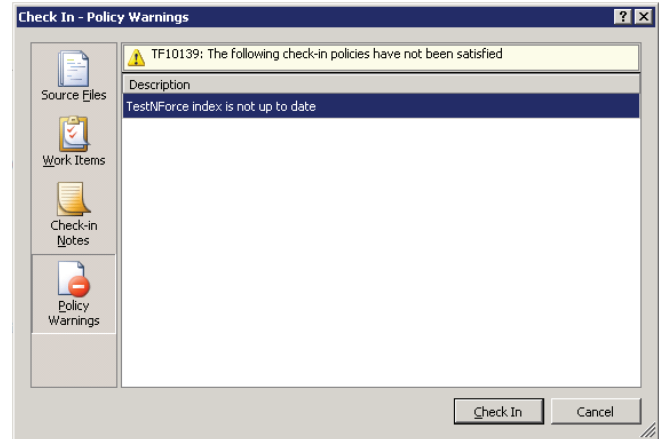 Check In - Policy Warnings
TF10139: The following check-in policies have not been satisfied
Description
TestNForce index is not up to date
Source Files
Work Items
Check-in
Notes
Policy
Warnings
Check In
Cancel